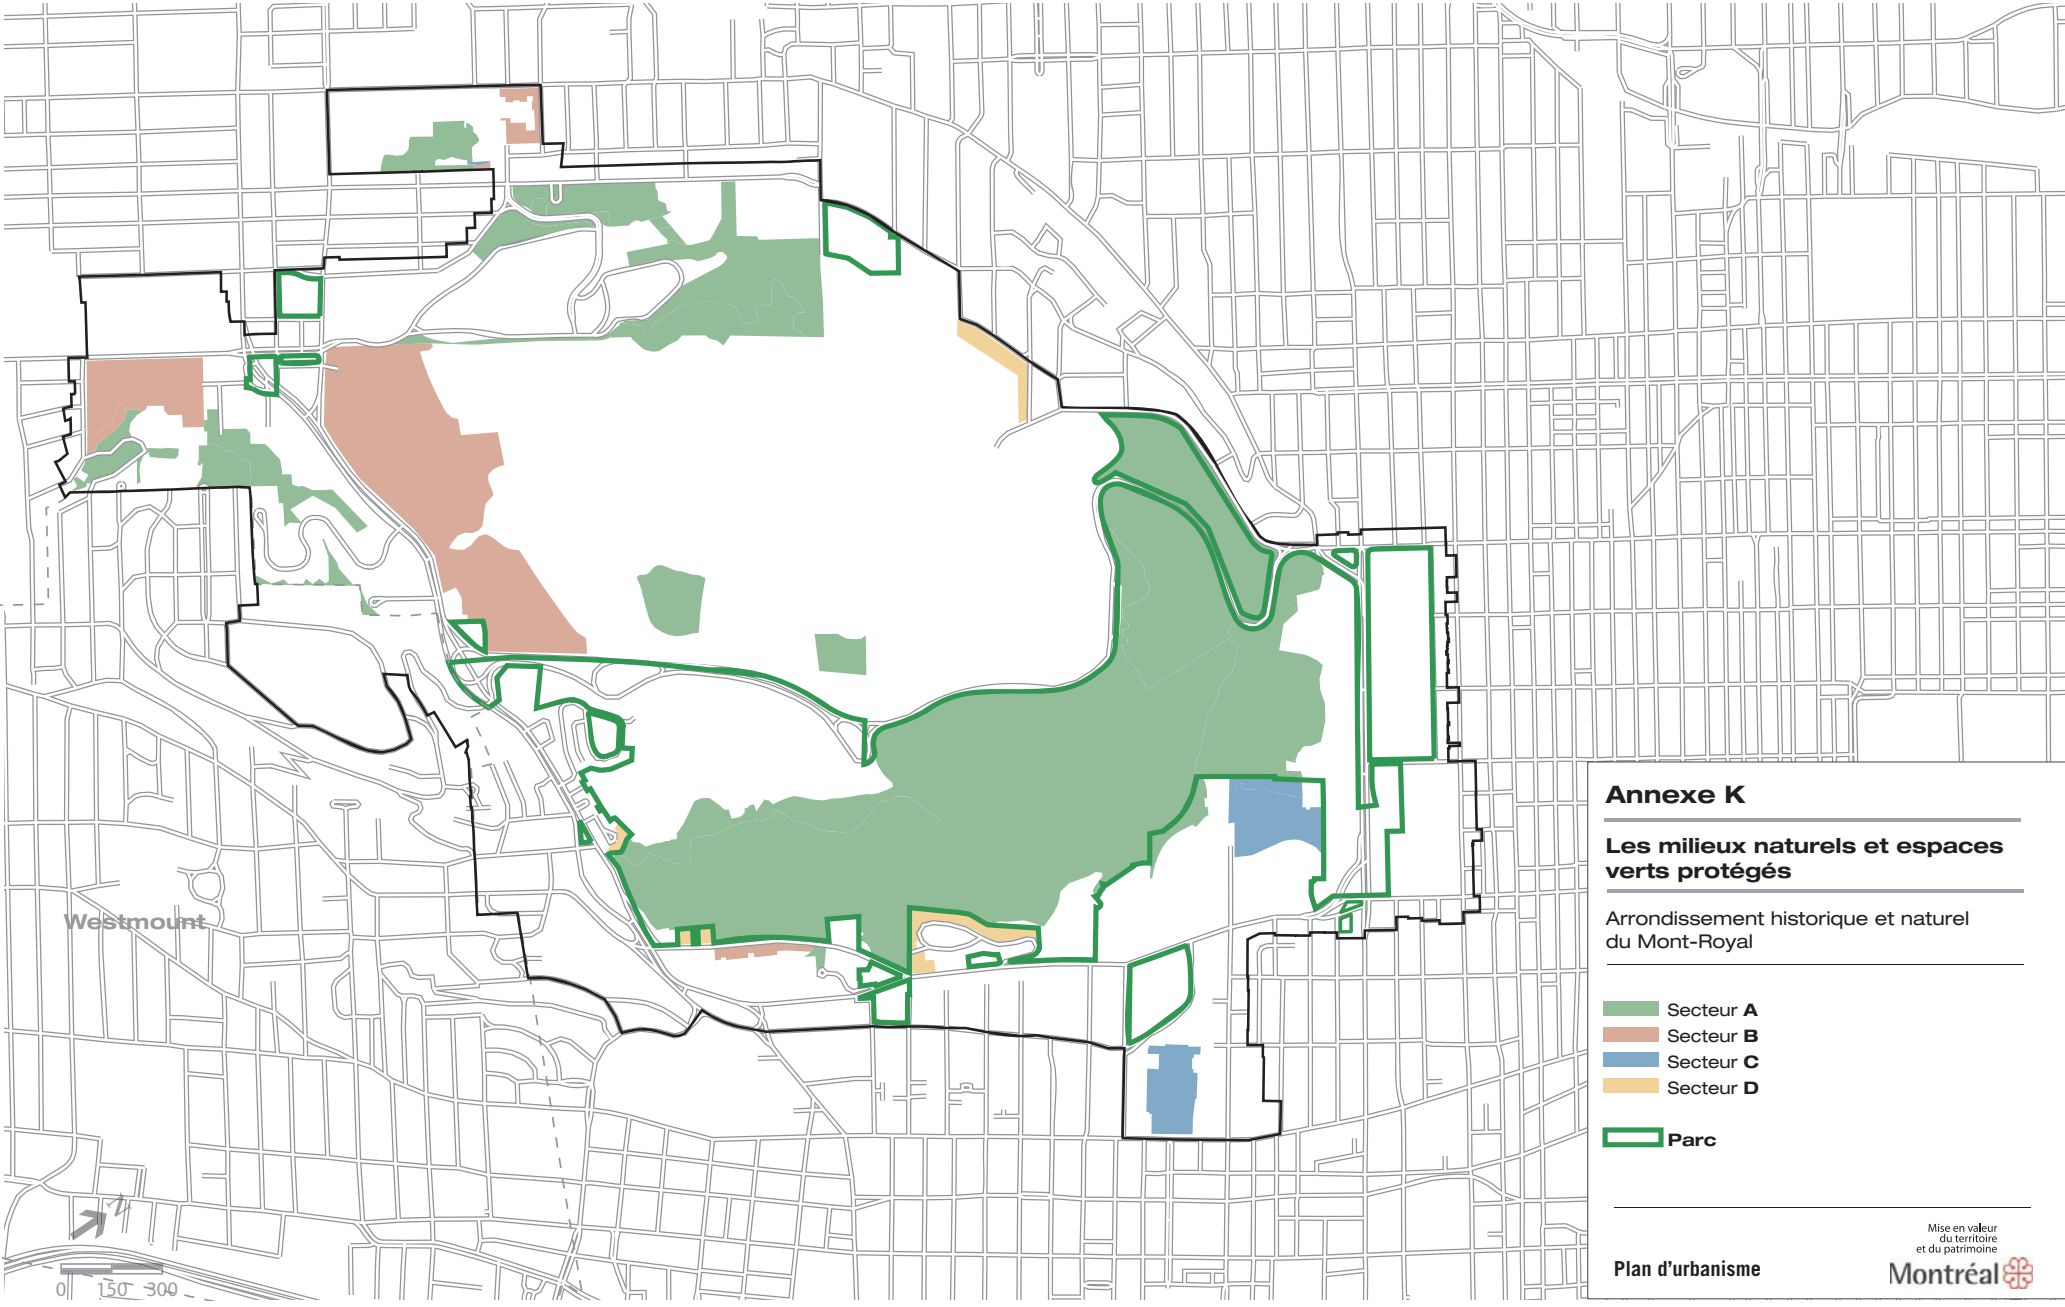 Annexe K
Les milieux naturels et espaces
verts protégés
Arrondissement historique et naturel
du Mont-Royal
Secteur A
Secteur B
Secteur C
Secteur D
Parc
Westmount
N
0 150 300
Mise en valeur
du territoire
et du patrimoine
Plan d'urbanisme
Montréal